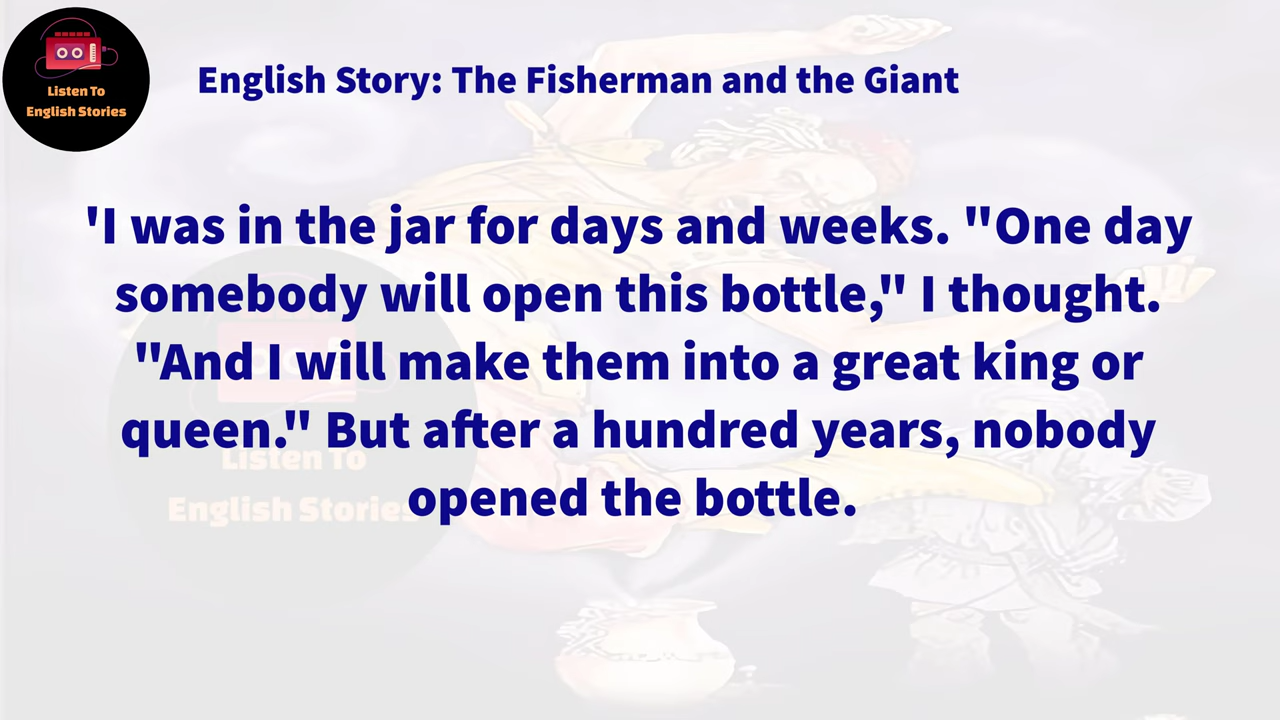 Listen To
English Stories
English Story: The Fisherman and the Giant
'I was in the jar for days and weeks. "One day
somebody will open this bottle," I thought.
"And I will make them into a great king or
queen." But after a hundred years, nobody
opened the bottle.
Listen To
English Stories